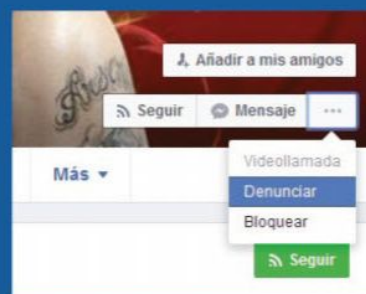 Añadir a mis amigos
Seguir Mensaje ...
Videollamada
Más
Denunciar
Bloquear
Seguir